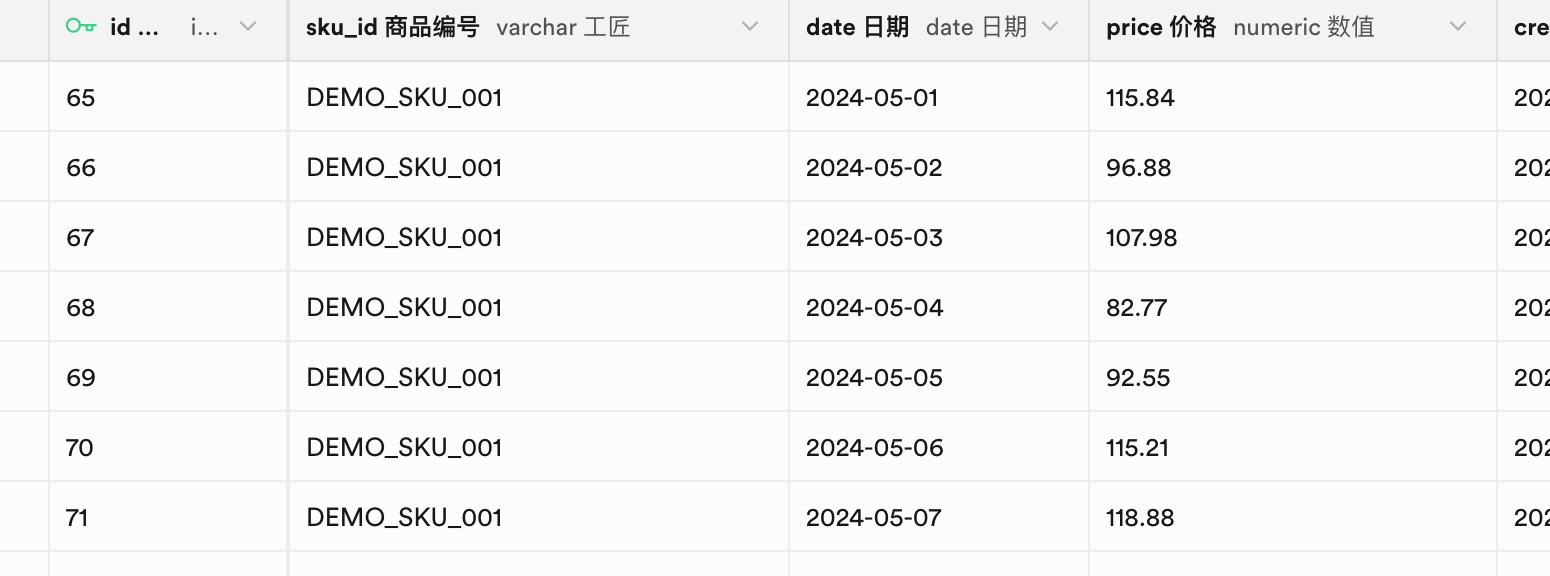 id ... i... sku_id 商品编号 varchar 工匠 date 日期 date 日期 price 价格 numeric 数值 cre
65 DEMO_SKU_001 2024-05-01 115.84 202
66 DEMO_SKU_001 2024-05-02 96.88 202
67 DEMO_SKU_001 2024-05-03 107.98 202
68 DEMO_SKU_001 2024-05-04 82.77 202
69 DEMO_SKU_001 2024-05-05 92.55 202
70 DEMO_SKU_001 2024-05-06 115.21 202
71 DEMO_SKU_001 2024-05-07 118.88 202